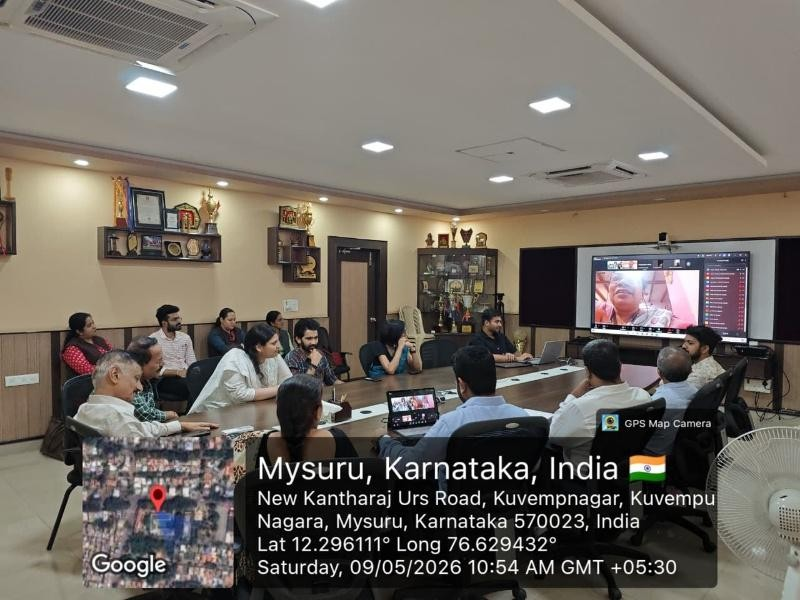 GPS Map Camera
Mysuru, Karnataka, India 🇮🇳
New Kantharaj Urs Road, Kuvempnagar, Kuvempu
Nagara, Mysuru, Karnataka 570023, India
Lat 12.296111° Long 76.629432°
Saturday, 09/05/2026 10:54 AM GMT +05:30
Google